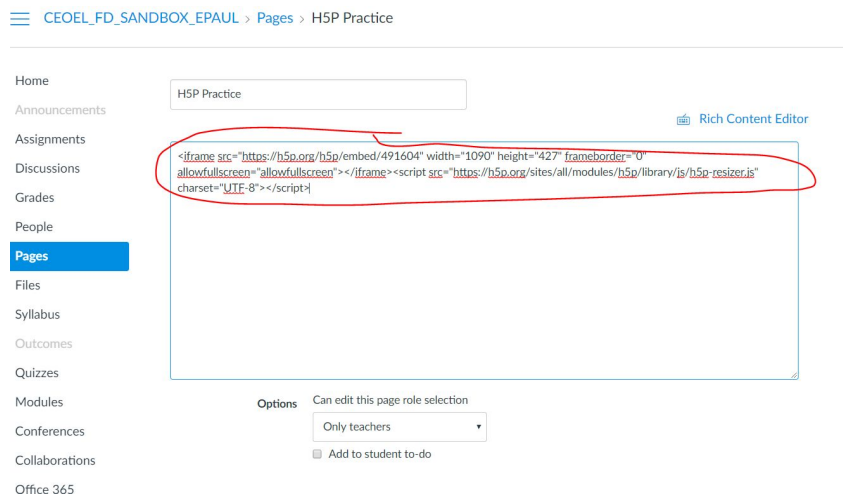 CEOEL_FD_SANDBOX_EPAUL › Pages › H5P Practice
Home
Announcements
Assignments
Discussions
Grades
People
Pages
Files
Syllabus
Outcomes
Quizzes
Modules
Conferences
Collaborations
Office 365
H5P Practice
Rich Content Editor
<iframe src="https://h5p.org/h5p/embed/491604" width="1090" height="427" frameborder="0"
allowfullscreen="allowfullscreen"></iframe><script src="https://h5p.org/sites/all/modules/h5p/library/js/h5p-resizer.js"
charset="UTF-8"></script>
Options
Can edit this page role selection
Only teachers
Add to student to-do